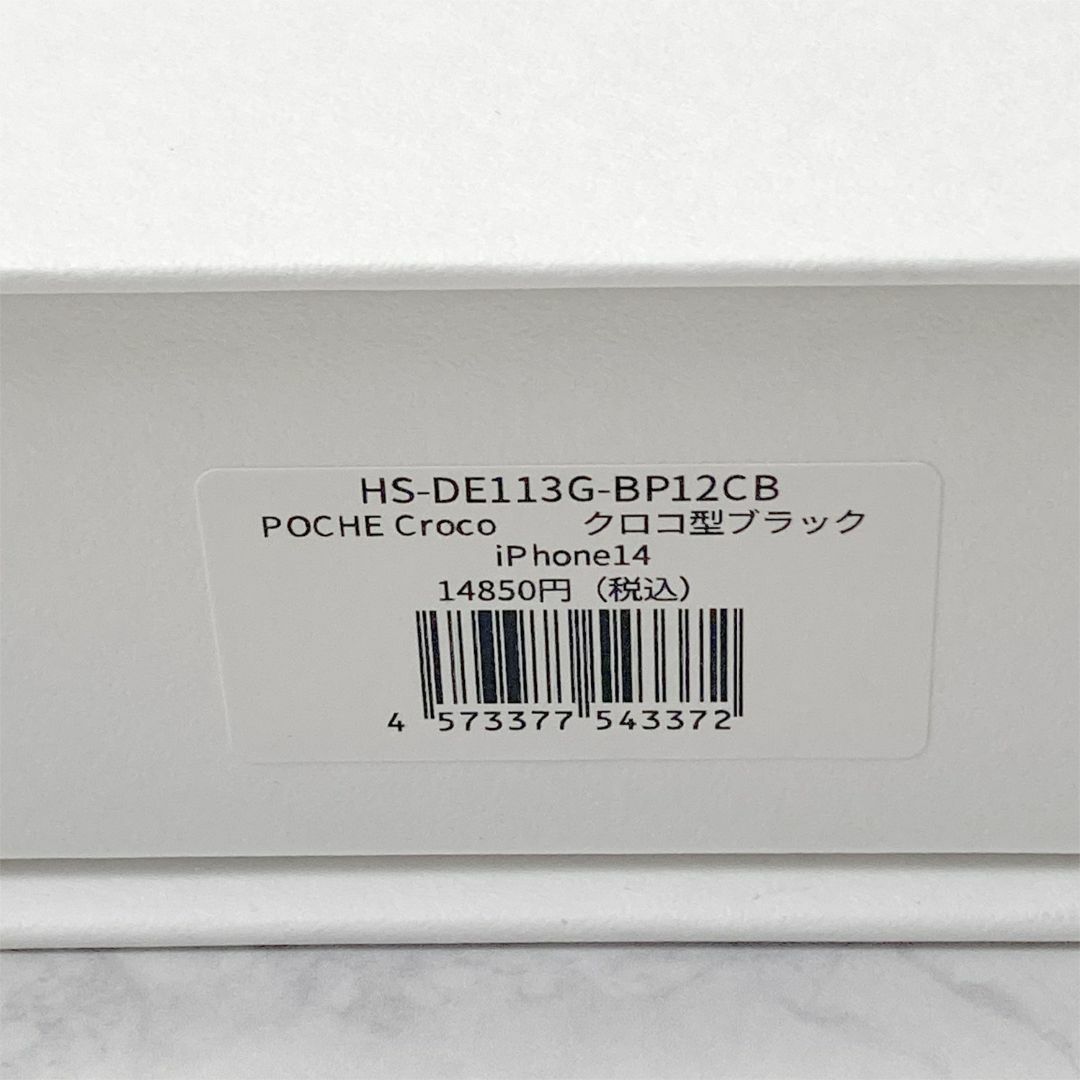 HS-DE113G-BP12CB
POCHE Croco クロコ型ブラック
iPhone14
14850円（税込）
4 573377 543372